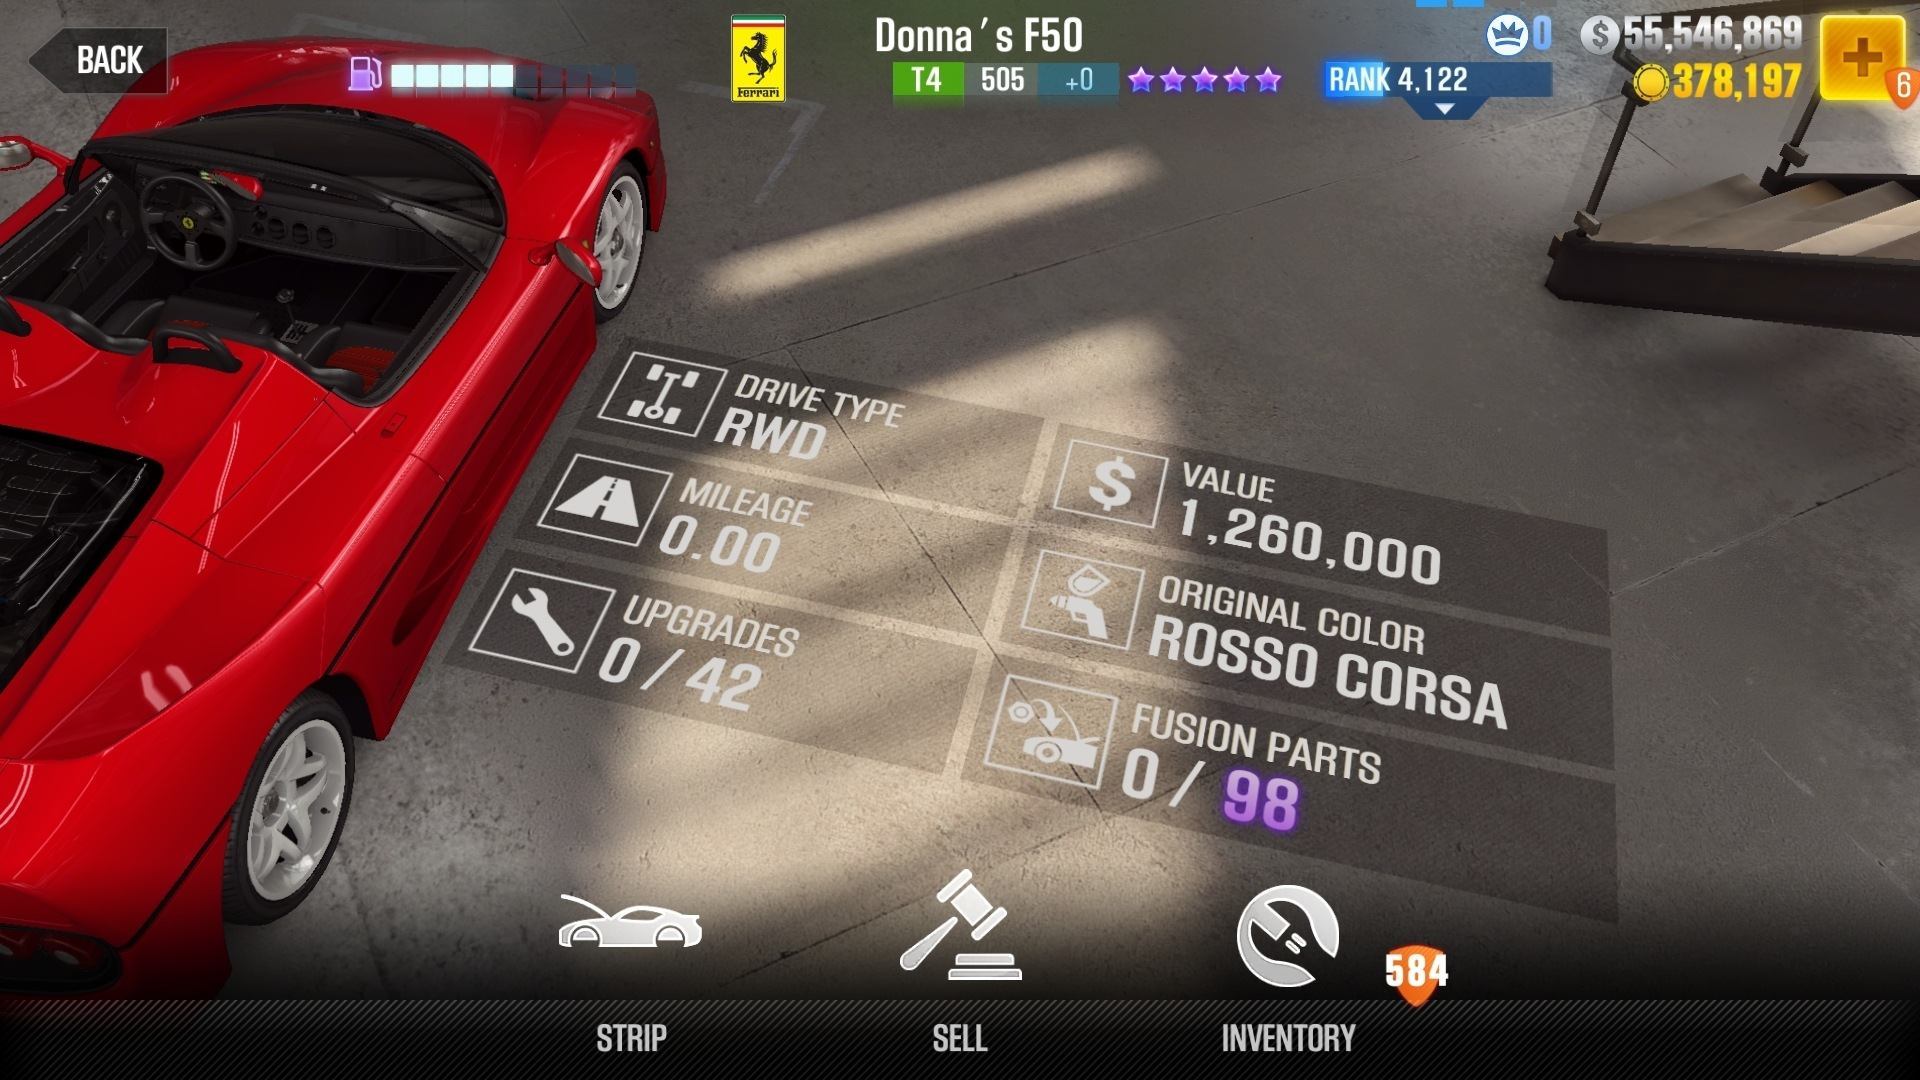 BACK
Ferrari
Donna's F50
T4 505 +0
RANK 4,122
0
$ 55,546,869
378,197
6
DRIVE TYPE
RWD
MILEAGE
0.00
UPGRADES
0 / 42
$ VALUE
1,260,000
ORIGINAL COLOR
ROSSO CORSA
FUSION PARTS
0 / 98
584
STRIP
SELL
INVENTORY